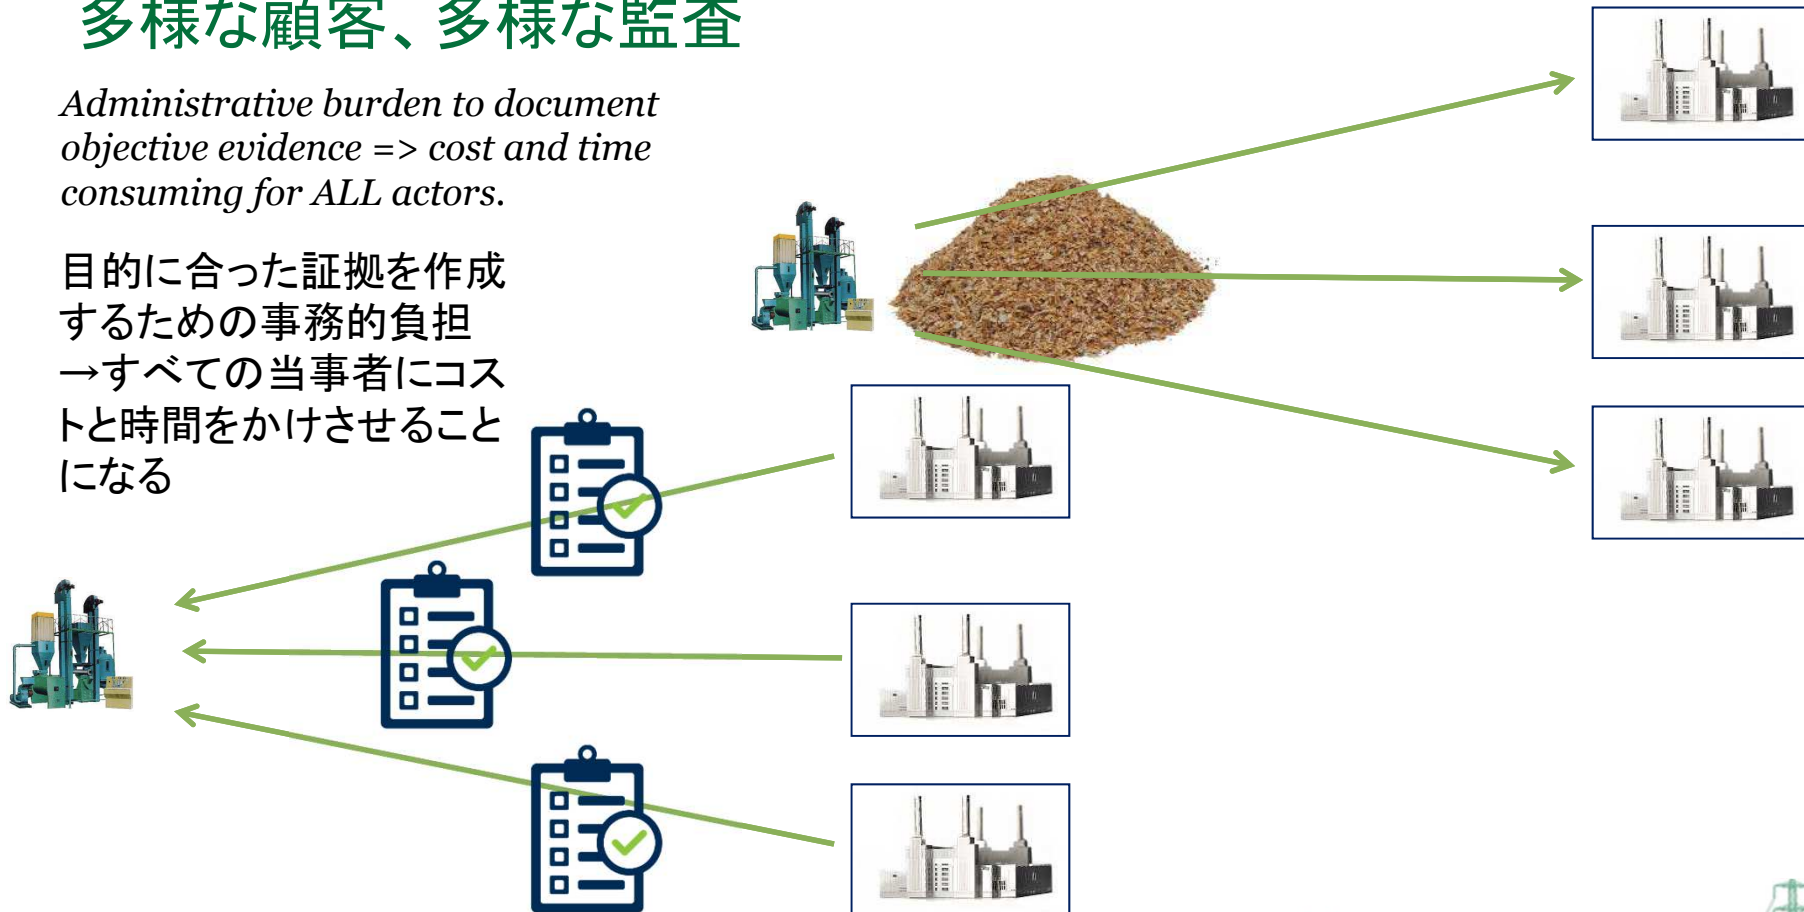 多様な顧客、多様な監査
Administrative burden to document
objective evidence => cost and time
consuming for ALL actors.
目的に合った証拠を作成
するための事務的負担
→すべての当事者にコス
トと時間をかけさせること
になる